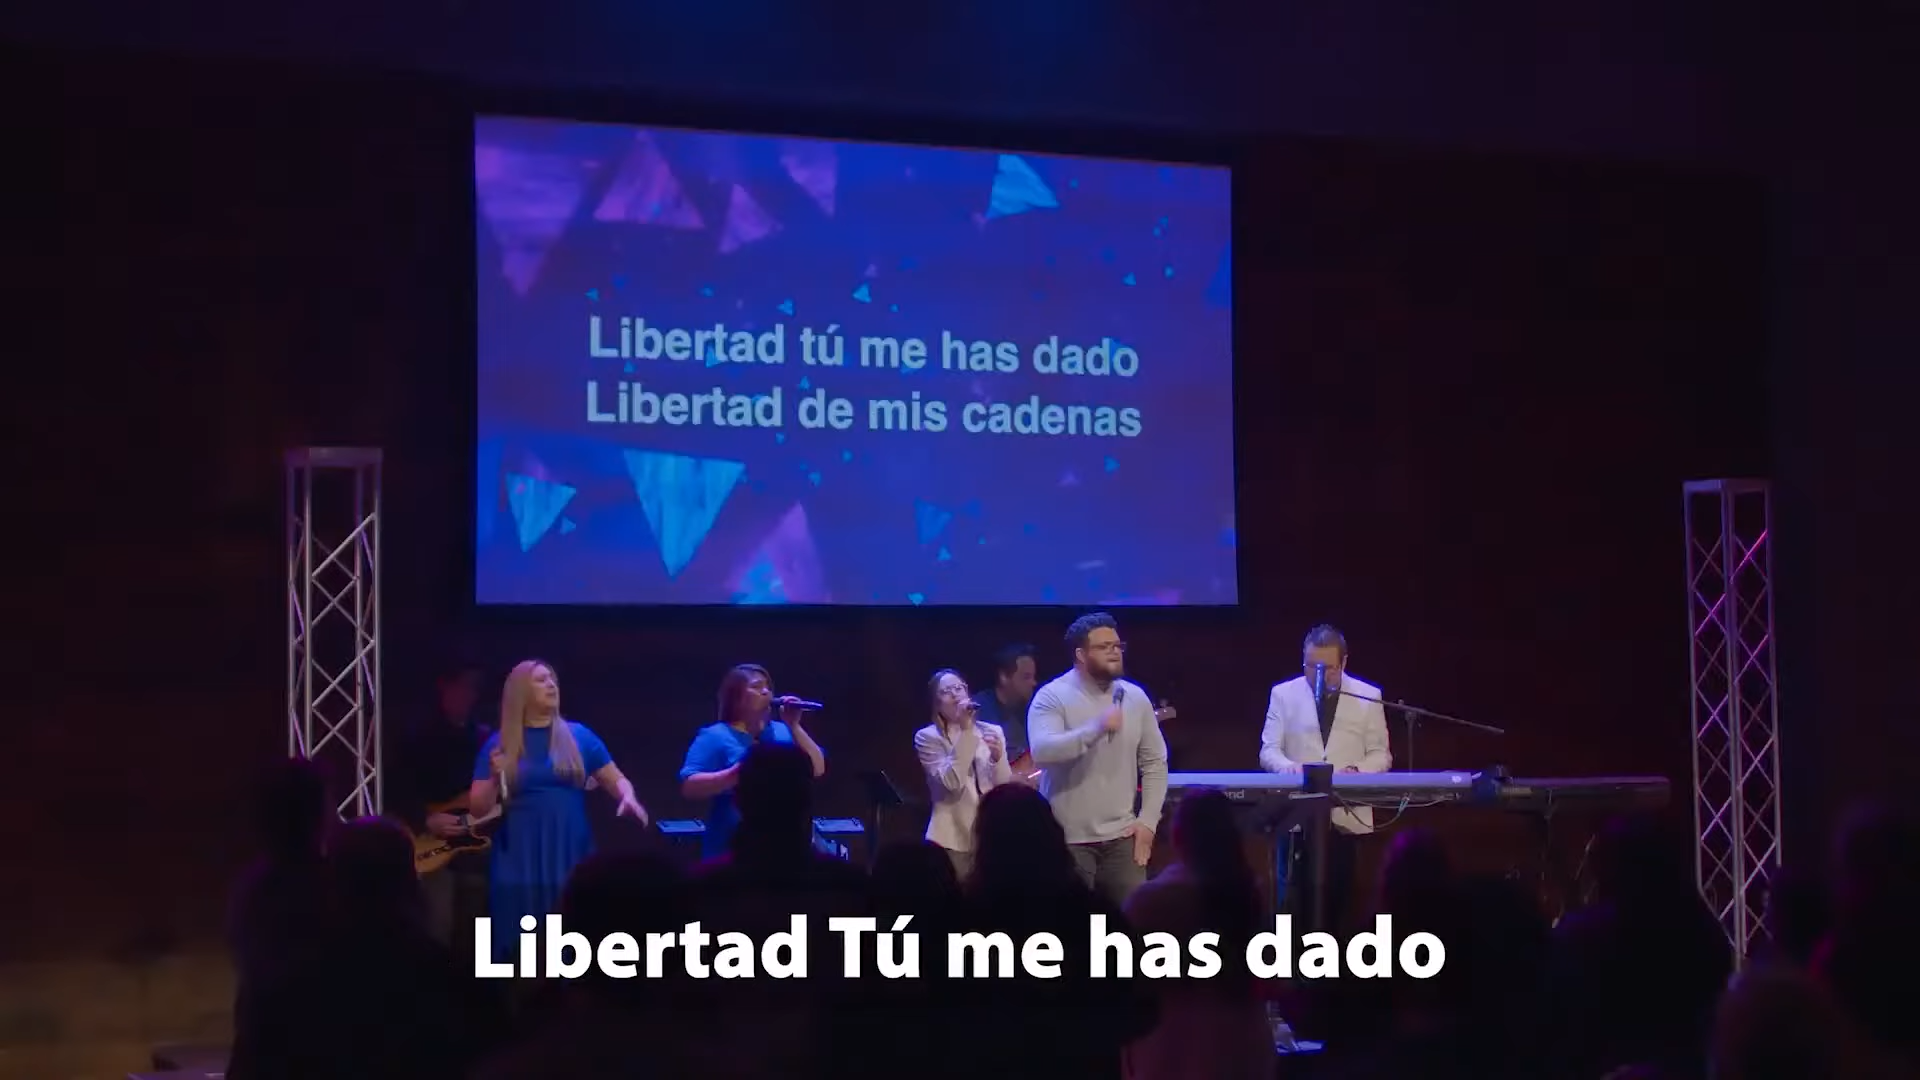 Libertad tú me has dado
Libertad de mis cadenas
Libertad Tú me has dado